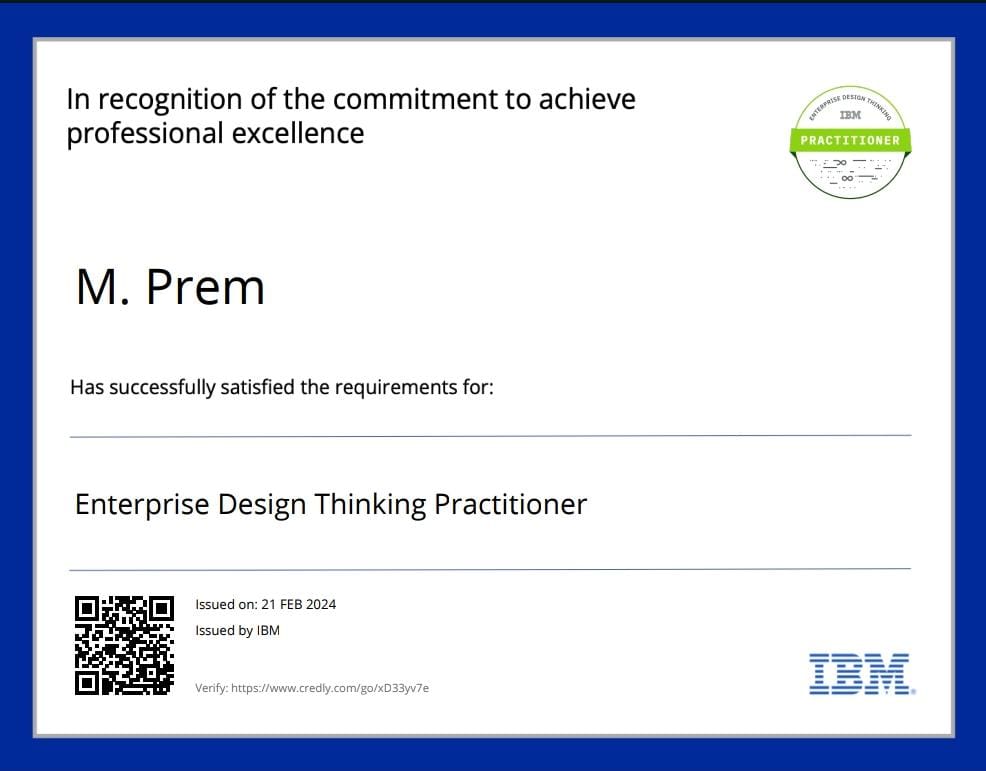 In recognition of the commitment to achieve
professional excellence
ENTERPRISE DESIGN THINKING
IBM
PRACTITIONER
M. Prem
Has successfully satisfied the requirements for:
Enterprise Design Thinking Practitioner
Issued on: 21 FEB 2024
Issued by IBM
Verify: https://www.credly.com/go/xD33yv7e
IBM®